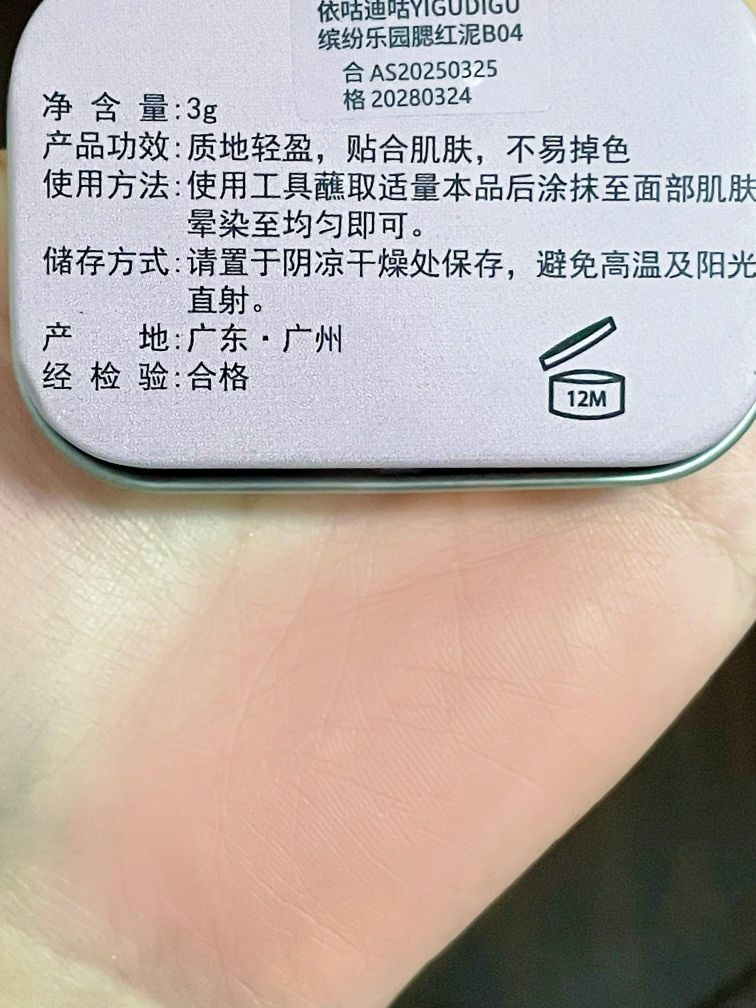 依咕迪咕YIGUDIGU
缤纷乐园腮红泥B04
合 AS20250325
格 20280324
净 含 量:3g
产品功效:质地轻盈，贴合肌肤，不易掉色
使用方法:使用工具蘸取适量本品后涂抹至面部肌肤
晕染至均匀即可。
储存方式:请置于阴凉干燥处保存，避免高温及阳光
直射。
产 地:广东·广州
经 检 验:合格
12M